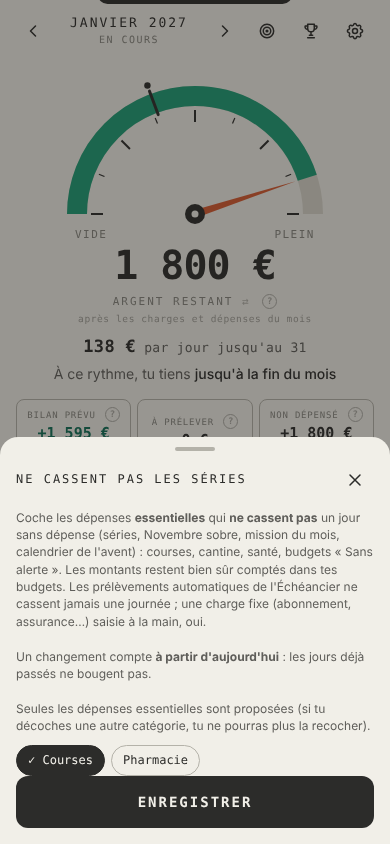 JANVIER 2027
EN COURS
VIDE
PLEIN
1 800 €
ARGENT RESTANT ⇄ ?
après les charges et dépenses du mois
138 € par jour jusqu'au 31
À ce rythme, tu tiens jusqu'à la fin du mois
BILAN PRÉVU ?
+1 595 €
À PRÉLEVER ?
NON DÉPENSÉ ?
+1 800 €
NE CASSENT PAS LES SÉRIES
Coche les dépenses essentielles qui ne cassent pas un jour
sans dépense (séries, Novembre sobre, mission du mois,
calendrier de l'avent) : courses, cantine, santé, budgets « Sans
alerte ». Les montants restent bien sûr comptés dans tes
budgets. Les prélèvements automatiques de l'Échéancier ne
cassent jamais une journée ; une charge fixe (abonnement,
assurance…) saisie à la main, oui.
Un changement compte à partir d'aujourd'hui : les jours déjà
passés ne bougent pas.
Seules les dépenses essentielles sont proposées (si tu
décoches une autre catégorie, tu ne pourras plus la recocher).
✓ Courses
Pharmacie
ENREGISTRER